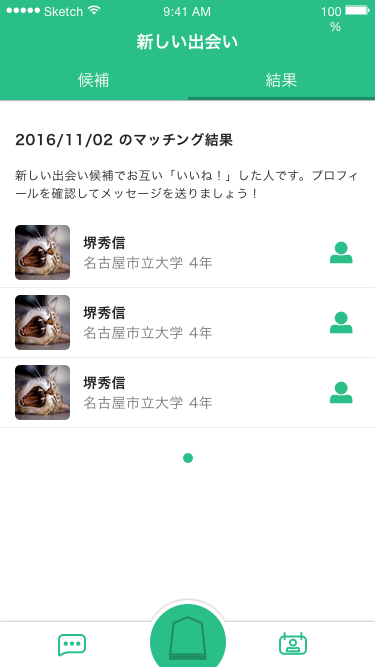 Sketch 9:41 AM 100
%
新しい出会い
候補 結果
2016/11/02 のマッチング結果
新しい出会い候補でお互い「いいね！」した人です。プロフィ
ールを確認してメッセージを送りましょう！
堺秀信
名古屋市立大学 4年
堺秀信
名古屋市立大学 4年
堺秀信
名古屋市立大学 4年